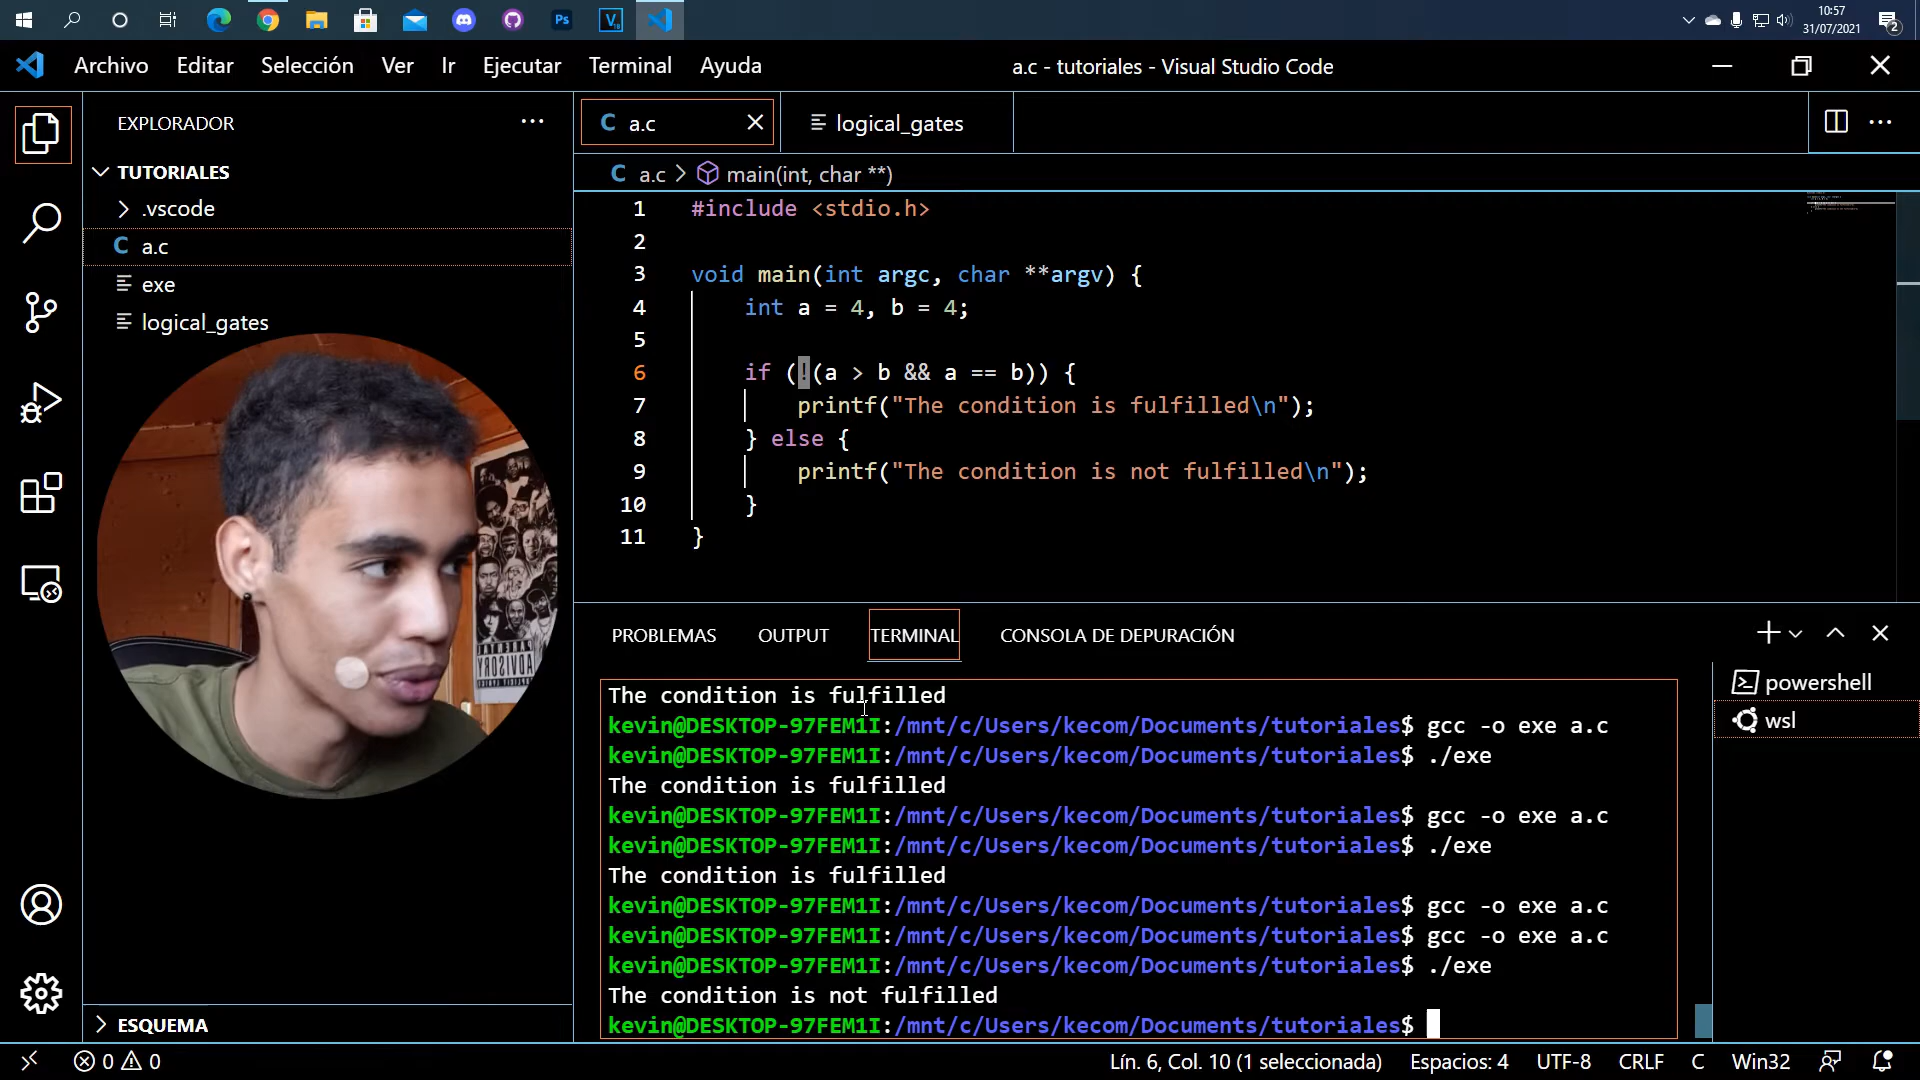 Ps
V
10:57
31/07/2021
2
Archivo Editar Selección Ver Ir Ejecutar Terminal Ayuda
a.c - tutoriales - Visual Studio Code
EXPLORADOR
TUTORIALES
.vscode
C a.c
exe
logical_gates
C a.c
logical_gates
C a.c > main(int, char **)
1 #include <stdio.h>
2
3 void main(int argc, char **argv) {
4 int a = 4, b = 4;
5
6 if (!(a > b && a == b)) {
7 printf("The condition is fulfilled\n");
8 } else {
9 printf("The condition is not fulfilled\n");
10 }
11 }
PROBLEMAS OUTPUT TERMINAL CONSOLA DE DEPURACIÓN
The condition is fulfilled
kevin@DESKTOP-97FEM1I:/mnt/c/Users/kecom/Documents/tutoriales$ gcc -o exe a.c
kevin@DESKTOP-97FEM1I:/mnt/c/Users/kecom/Documents/tutoriales$ ./exe
The condition is fulfilled
kevin@DESKTOP-97FEM1I:/mnt/c/Users/kecom/Documents/tutoriales$ gcc -o exe a.c
kevin@DESKTOP-97FEM1I:/mnt/c/Users/kecom/Documents/tutoriales$ ./exe
The condition is fulfilled
kevin@DESKTOP-97FEM1I:/mnt/c/Users/kecom/Documents/tutoriales$ gcc -o exe a.c
kevin@DESKTOP-97FEM1I:/mnt/c/Users/kecom/Documents/tutoriales$ gcc -o exe a.c
kevin@DESKTOP-97FEM1I:/mnt/c/Users/kecom/Documents/tutoriales$ ./exe
The condition is not fulfilled
kevin@DESKTOP-97FEM1I:/mnt/c/Users/kecom/Documents/tutoriales$
powershell
wsl
ADVISORY
ESQUEMA
0 0
Lín. 6, Col. 10 (1 seleccionada) Espacios: 4 UTF-8 CRLF C Win32